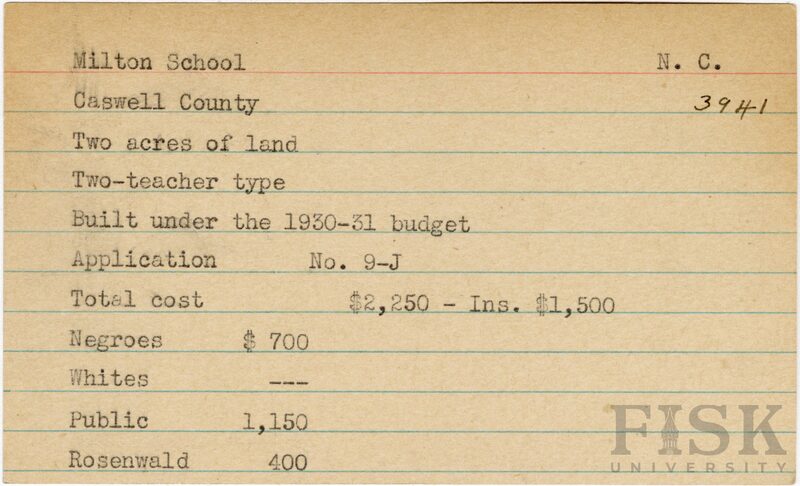 Milton School N. C.
Caswell County 3941
Two acres of land
Two-teacher type
Built under the 1930-31 budget
Application No. 9-J
Total cost $2,250 - Ins. $1,500
Negroes $ 700
Whites ---
Public 1,150
Rosenwald 400
FISK
UNIVERSITY